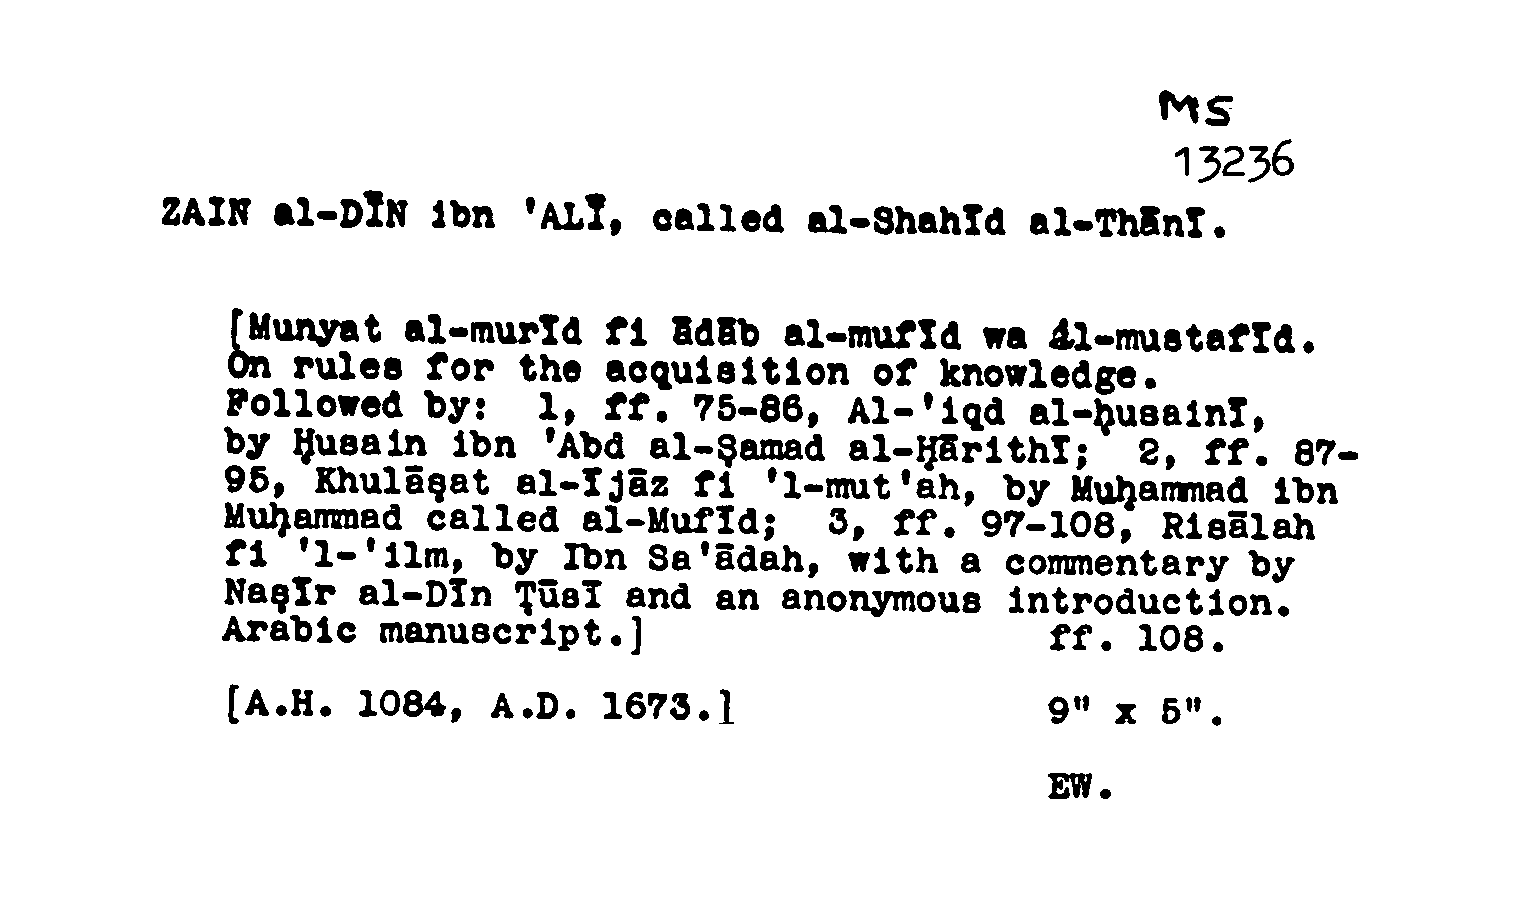 MS
13236
ZAIN al-DĪN ibn 'ALĪ, called al-Shahīd al-Thānī.
[Munyat al-murīd fi ādāb al-mufīd wa al-mustafīd.
On rules for the acquisition of knowledge.
Followed by: 1, ff. 75-86, Al-'iqd al-ḥusainī,
by Ḥusain ibn 'Abd al-Ṣamad al-Ḥārithī; 2, ff. 87-
95, Khulāṣat al-Ījāz fi 'l-mut'ah, by Muḥammad ibn
Muḥammad called al-Mufīd; 3, ff. 97-108, Risālah
fi 'l-'ilm, by Ibn Sa'ādah, with a commentary by
Naṣīr al-Dīn Ṭūsī and an anonymous introduction.
Arabic manuscript.] ff. 108.
[A.H. 1084, A.D. 1673.] 9" x 5".
EW.